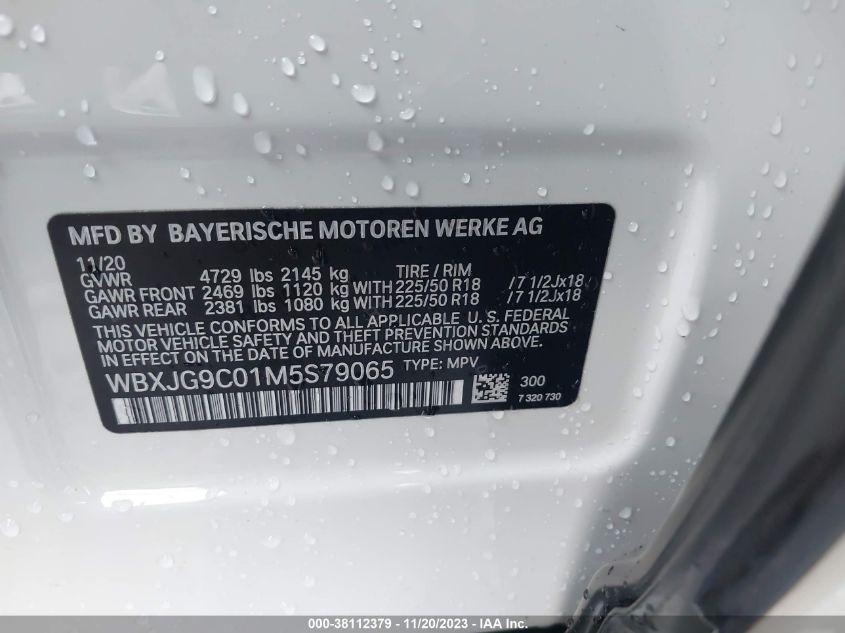 MFD BY BAYERISCHE MOTOREN WERKE AG
11/20 TIRE / RIM
GVWR 4729 lbs 2145 kg
GAWR FRONT 2469 lbs 1120 kg WITH 225/50 R18 / 7 1/2Jx18
GAWR REAR 2381 lbs 1080 kg WITH 225/50 R18 / 7 1/2Jx18
THIS VEHICLE CONFORMS TO ALL APPLICABLE U. S. FEDERAL
MOTOR VEHICLE SAFETY AND THEFT PREVENTION STANDARDS
IN EFFECT ON THE DATE OF MANUFACTURE SHOWN ABOVE.
WBXJG9C01M5S79065 TYPE: MPV
300
7 320 730
000-38112379 - 11/20/2023 - IAA Inc.